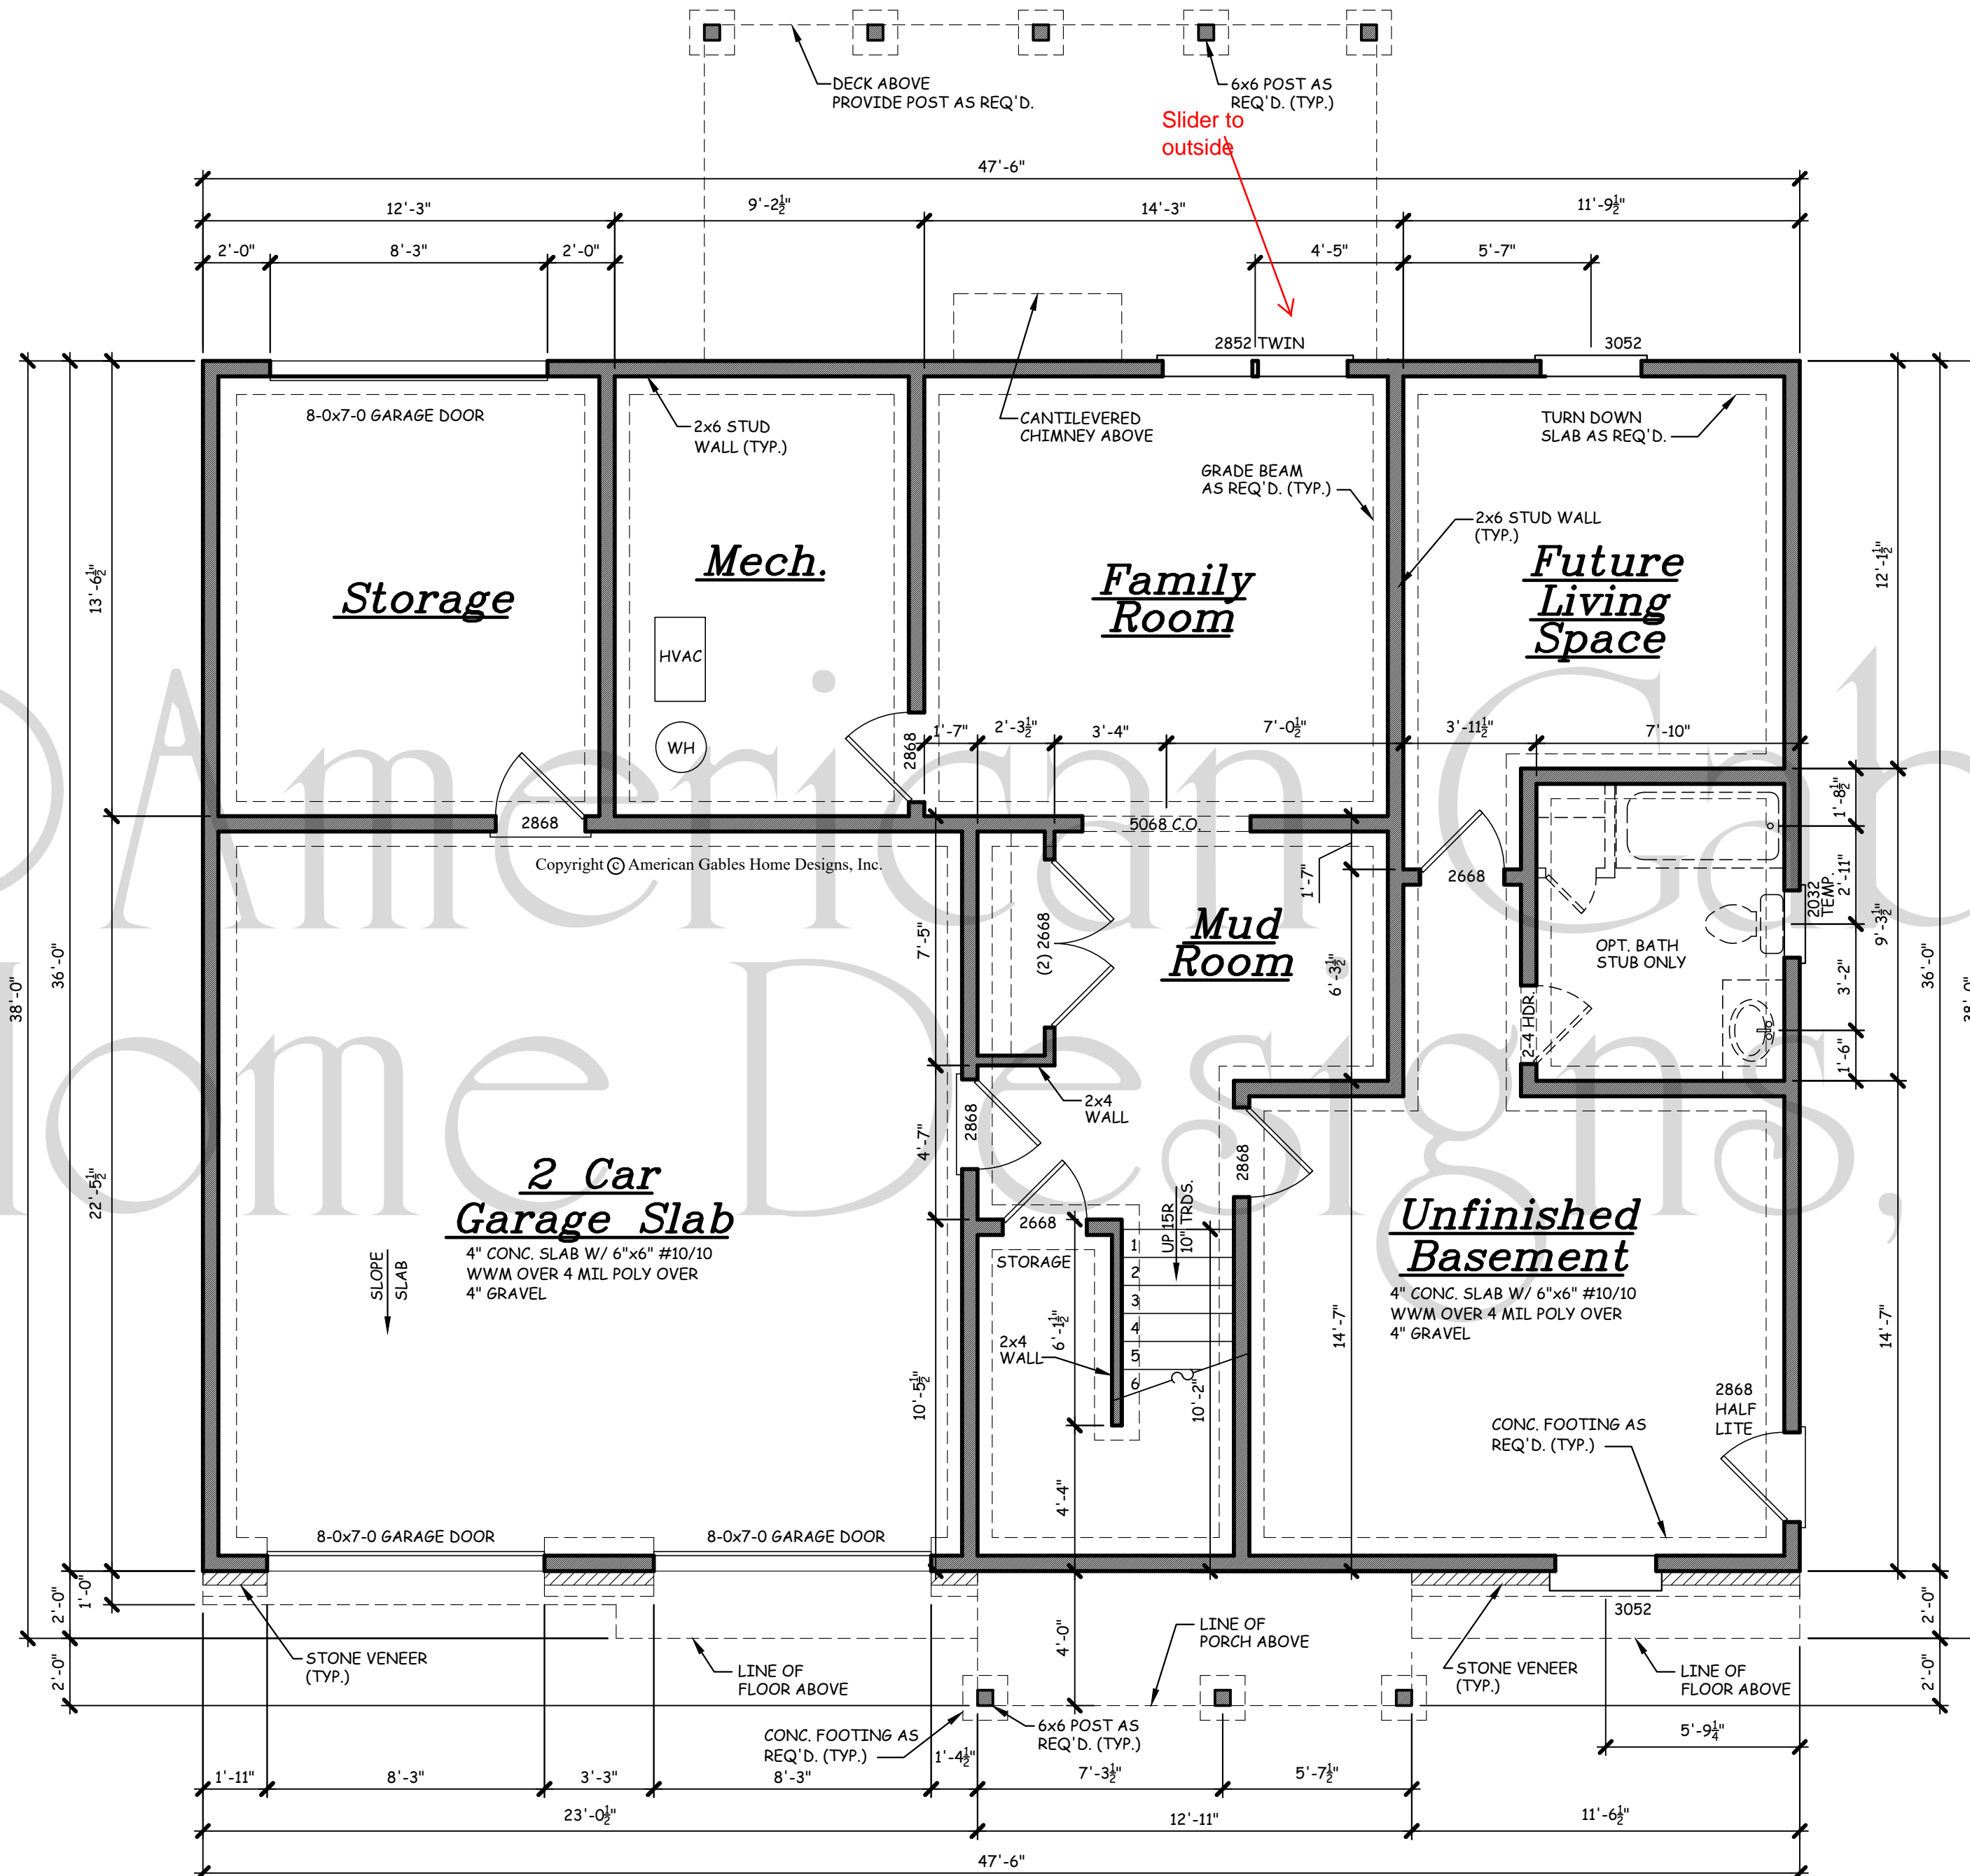 DECK ABOVE
PROVIDE POST AS REQ'D.
6x6 POST AS
REQ'D. (TYP.)
Slider to
outside
47'-6"
12'-3"
9'-2½"
14'-3"
11'-9½"
2'-0"
8'-3"
2'-0"
4'-5"
5'-7"
2852 TWIN
3052
8-0x7-0 GARAGE DOOR
2x6 STUD
WALL (TYP.)
CANTILEVERED
CHIMNEY ABOVE
TURN DOWN
SLAB AS REQ'D.
GRADE BEAM
AS REQ'D. (TYP.)
2x6 STUD WALL
(TYP.)
Storage
Mech.
Family
Room
Future
Living
Space
HVAC
WH
13'-6½"
12'-1½"
38'-0"
36'-0"
22'-5½"
1'-7"
2'-3½"
3'-4"
7'-0½"
3'-11½"
7'-10"
2868
2868
5068 C.O.
Copyright © American Gables Home Designs, Inc.
©American Gab
Home Designs,
1'-7"
2668
1'-8½"
2'-11"
2032
TEMP.
9'-3½"
3'-2"
1'-6"
36'-0"
38'-0"
7'-5"
(2) 2668
Mud
Room
6'-3½"
OPT. BATH
STUB ONLY
2-4 HDR.
2x4
WALL
4'-7"
2868
2868
2668
2 Car
Garage Slab
4" CONC. SLAB W/ 6"x6" #10/10
WWM OVER 4 MIL POLY OVER
4" GRAVEL
SLOPE
SLAB
STORAGE
UP 15R
10" TRDS.
1
2
3
4
5
6
2x4
WALL
6'-1½"
10'-2"
10'-5½"
4'-4"
14'-7"
Unfinished
Basement
4" CONC. SLAB W/ 6"x6" #10/10
WWM OVER 4 MIL POLY OVER
4" GRAVEL
14'-7"
2868
HALF
LITE
CONC. FOOTING AS
REQ'D. (TYP.)
8-0x7-0 GARAGE DOOR
8-0x7-0 GARAGE DOOR
2'-0"
1'-0"
2'-0"
STONE VENEER
(TYP.)
LINE OF
FLOOR ABOVE
4'-0"
LINE OF
PORCH ABOVE
3052
STONE VENEER
(TYP.)
LINE OF
FLOOR ABOVE
2'-0"
2'-0"
CONC. FOOTING AS
REQ'D. (TYP.)
6x6 POST AS
REQ'D. (TYP.)
5'-9¼"
1'-11"
8'-3"
3'-3"
8'-3"
1'-4½"
7'-3½"
5'-7½"
23'-0½"
12'-11"
11'-6½"
47'-6"